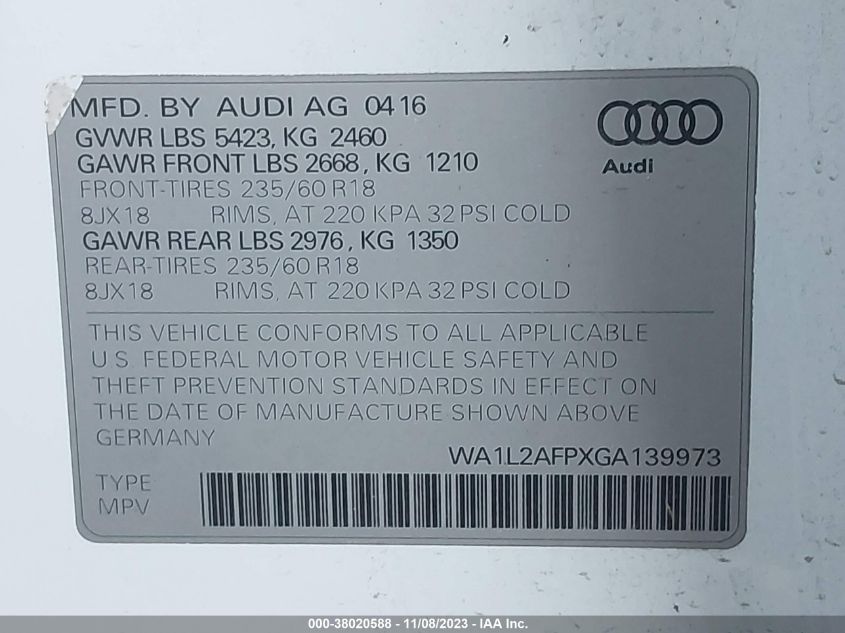 MFD. BY AUDI AG 0416
GVWR LBS 5423, KG 2460
GAWR FRONT LBS 2668, KG 1210
FRONT-TIRES 235/60 R18
8JX18 RIMS, AT 220 KPA 32 PSI COLD
GAWR REAR LBS 2976, KG 1350
REAR-TIRES 235/60 R18
8JX18 RIMS, AT 220 KPA 32 PSI COLD
Audi
THIS VEHICLE CONFORMS TO ALL APPLICABLE
U.S. FEDERAL MOTOR VEHICLE SAFETY AND
THEFT PREVENTION STANDARDS IN EFFECT ON
THE DATE OF MANUFACTURE SHOWN ABOVE
GERMANY
WA1L2AFPXGA139973
TYPE
MPV
000-38020588 - 11/08/2023 - IAA Inc.